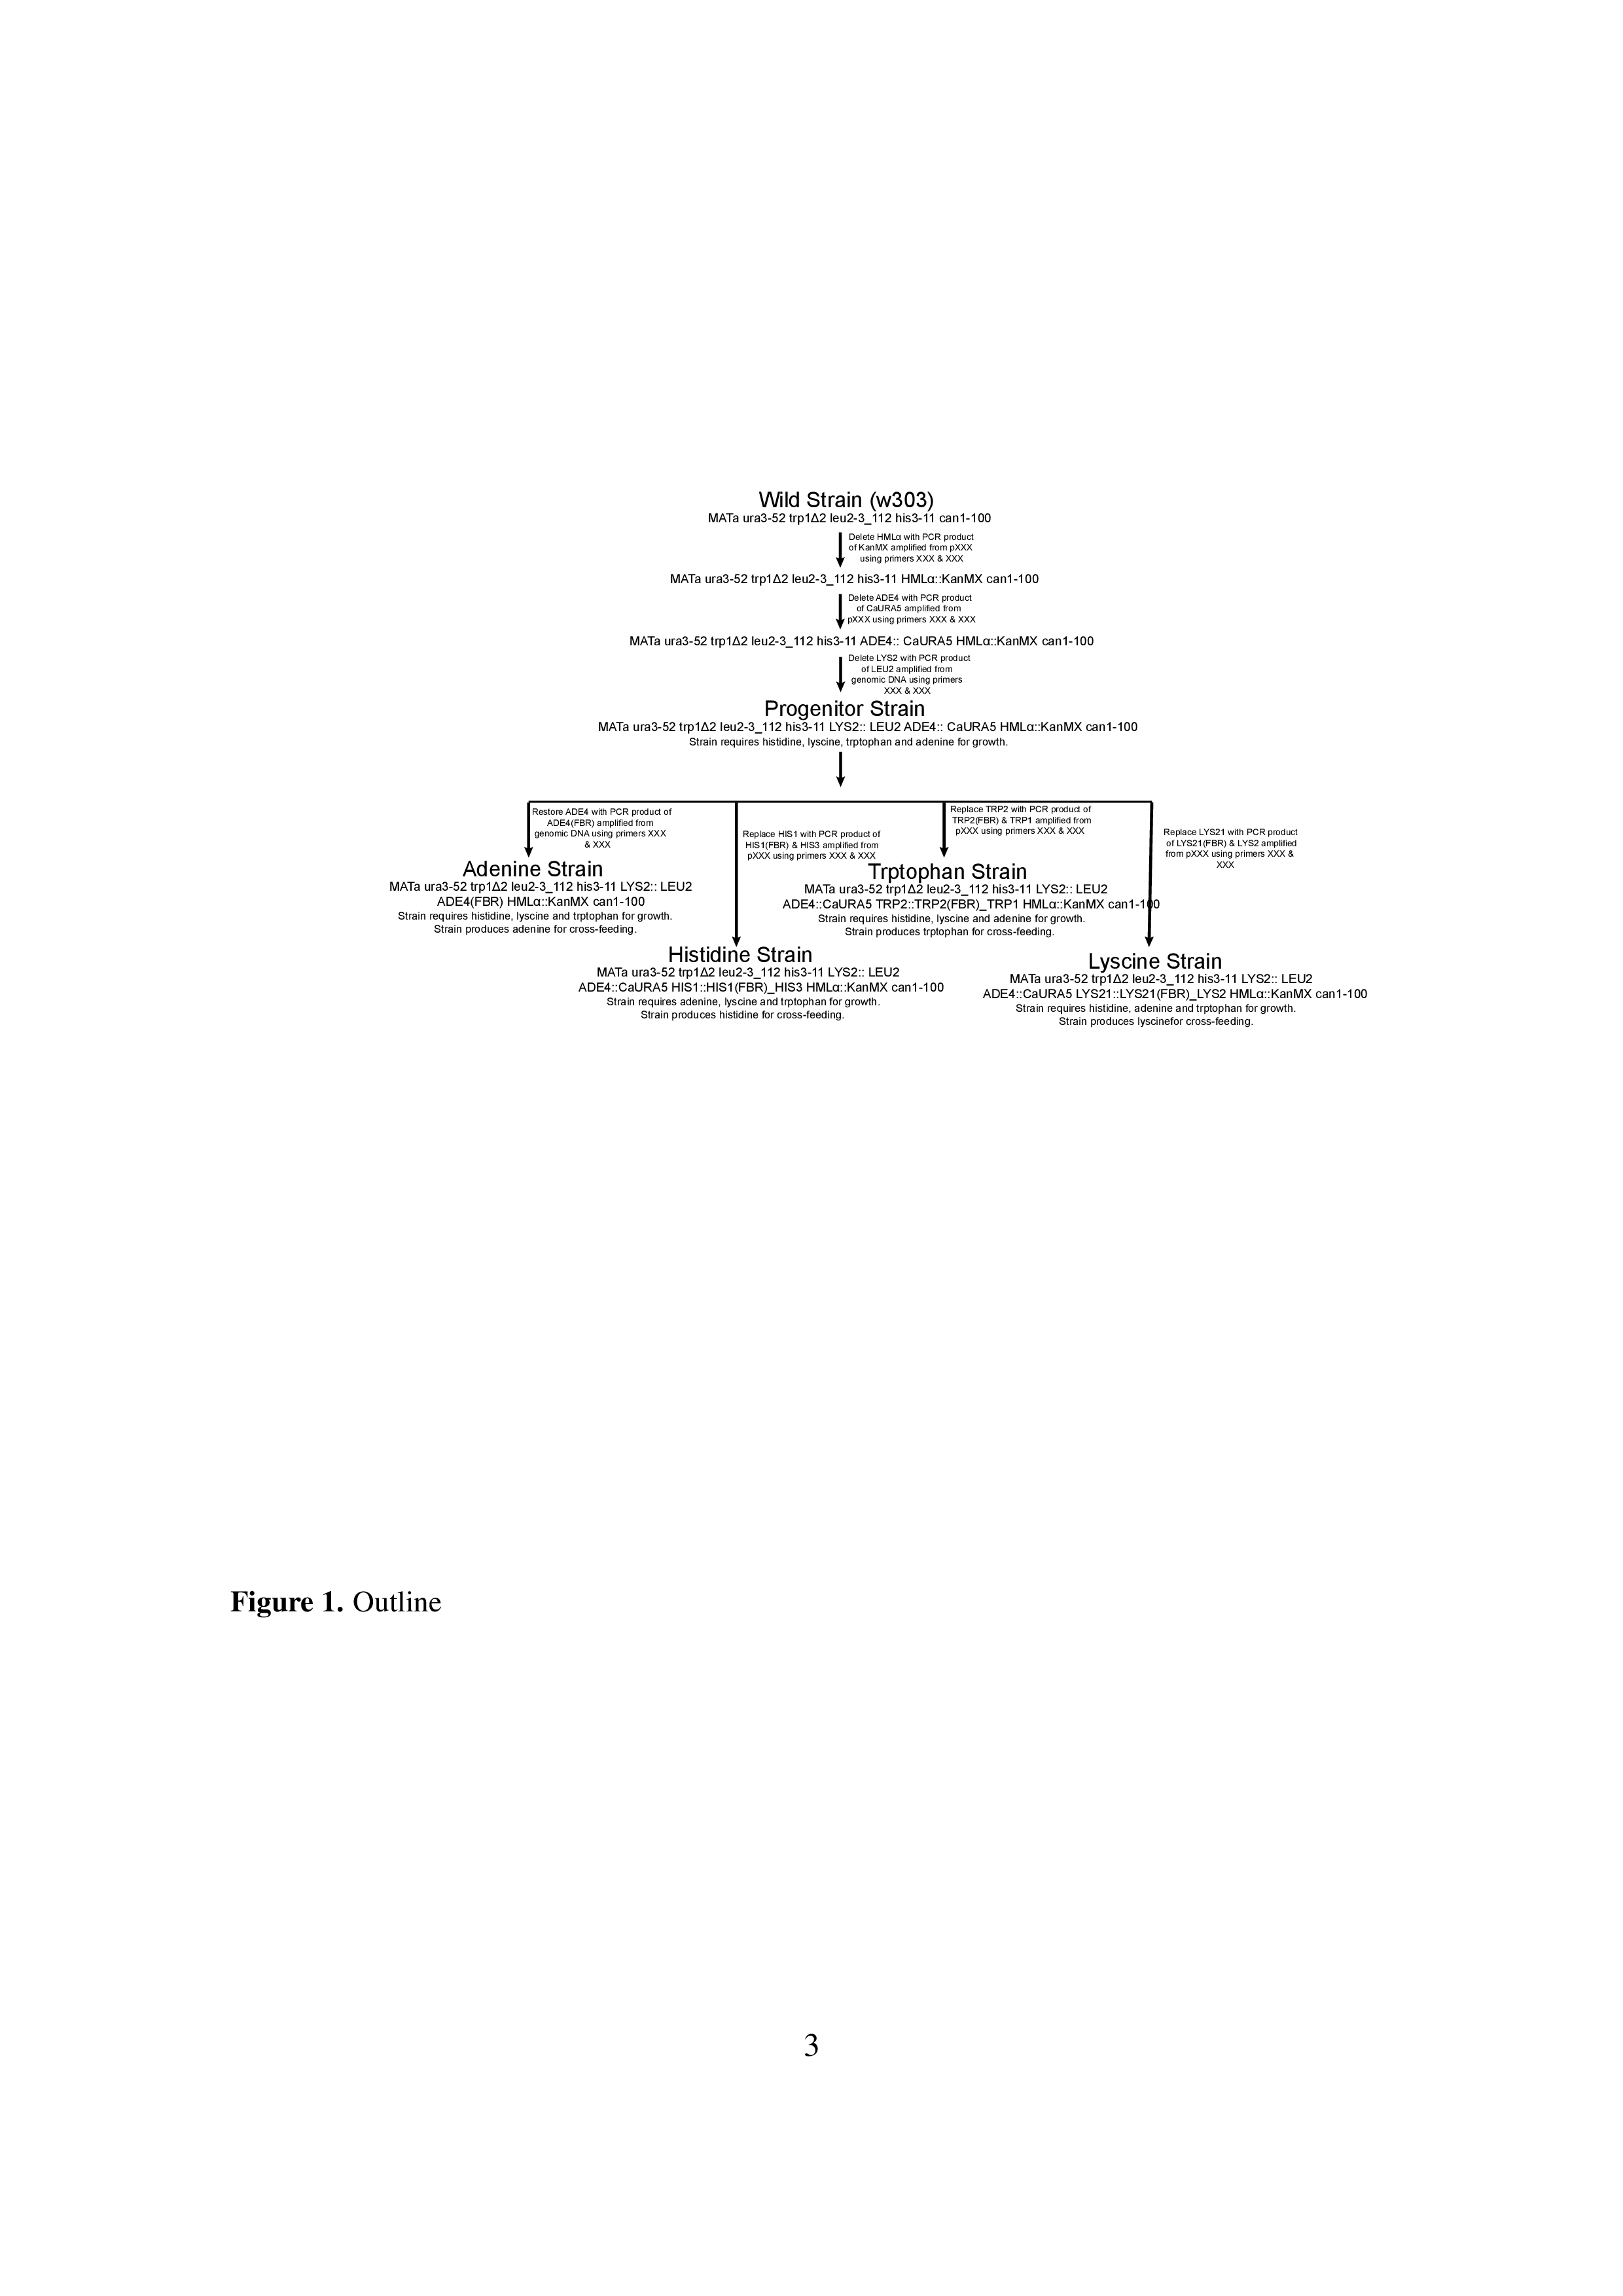 Wild Strain (w303)
MATa ura3-52 trp1Δ2 leu2-3_112 his3-11 can1-100
Delete HMLα with PCR product
of KanMX amplified from pXXX
using primers XXX & XXX
MATa ura3-52 trp1Δ2 leu2-3_112 his3-11 HMLα::KanMX can1-100
Delete ADE4 with PCR product
of CaURA5 amplified from
pXXX using primers XXX & XXX
MATa ura3-52 trp1Δ2 leu2-3_112 his3-11 ADE4:: CaURA5 HMLα::KanMX can1-100
Delete LYS2 with PCR product
of LEU2 amplified from
genomic DNA using primers
XXX & XXX
Progenitor Strain
MATa ura3-52 trp1Δ2 leu2-3_112 his3-11 LYS2:: LEU2 ADE4:: CaURA5 HMLα::KanMX can1-100
Strain requires histidine, lyscine, trptophan and adenine for growth.
Restore ADE4 with PCR product of
ADE4(FBR) amplified from
genomic DNA using primers XXX
& XXX
Adenine Strain
MATa ura3-52 trp1Δ2 leu2-3_112 his3-11 LYS2:: LEU2
ADE4(FBR) HMLα::KanMX can1-100
Strain requires histidine, lyscine and trptophan for growth.
Strain produces adenine for cross-feeding.
Replace HIS1 with PCR product of
HIS1(FBR) & HIS3 amplified from
pXXX using primers XXX & XXX
Histidine Strain
MATa ura3-52 trp1Δ2 leu2-3_112 his3-11 LYS2:: LEU2
ADE4::CaURA5 HIS1::HIS1(FBR)_HIS3 HMLα::KanMX can1-100
Strain requires adenine, lyscine and trptophan for growth.
Strain produces histidine for cross-feeding.
Replace TRP2 with PCR product of
TRP2(FBR) & TRP1 amplified from
pXXX using primers XXX & XXX
Trptophan Strain
MATa ura3-52 trp1Δ2 leu2-3_112 his3-11 LYS2:: LEU2
ADE4::CaURA5 TRP2::TRP2(FBR)_TRP1 HMLα::KanMX can1-100
Strain requires histidine, lyscine and adenine for growth.
Strain produces trptophan for cross-feeding.
Replace LYS21 with PCR product
of LYS21(FBR) & LYS2 amplified
from pXXX using primers XXX &
XXX
Lyscine Strain
MATa ura3-52 trp1Δ2 leu2-3_112 his3-11 LYS2:: LEU2
ADE4::CaURA5 LYS21::LYS21(FBR)_LYS2 HMLα::KanMX can1-100
Strain requires histidine, adenine and trptophan for growth.
Strain produces lyscinefor cross-feeding.
Figure 1. Outline
3